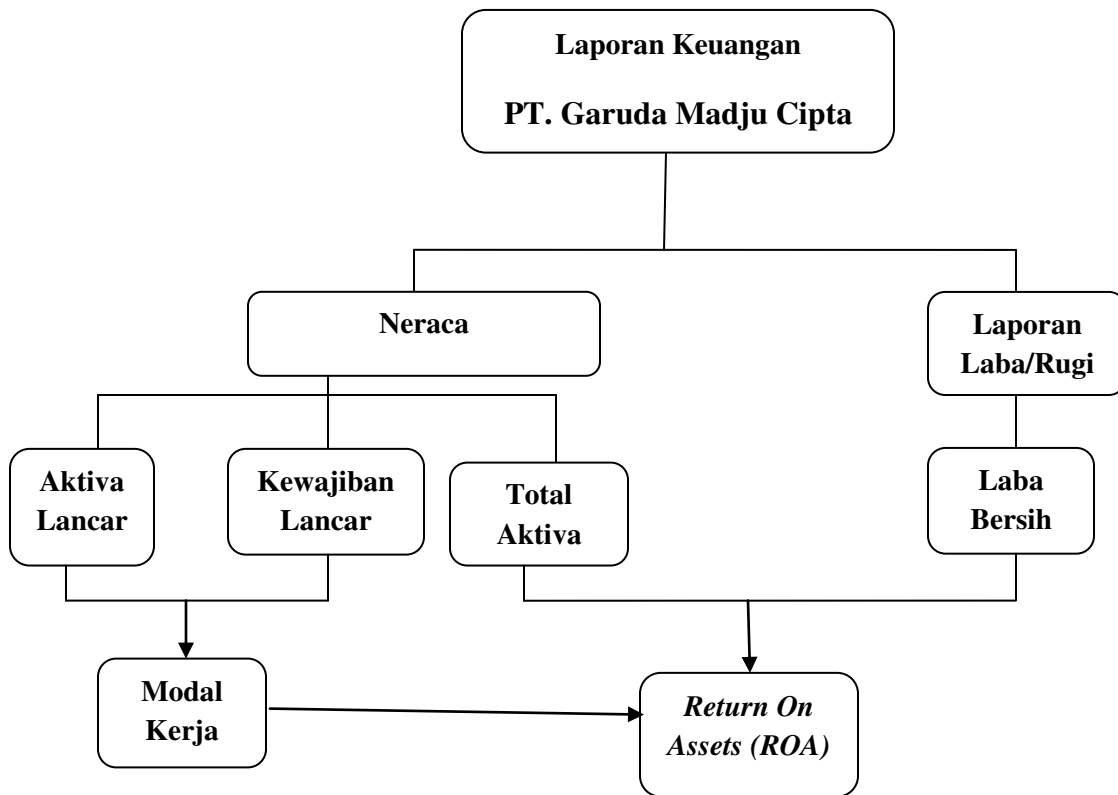 Laporan Keuangan
PT. Garuda Madju Cipta
Neraca
Laporan
Laba/Rugi
Aktiva
Lancar
Kewajiban
Lancar
Total
Aktiva
Laba
Bersih
Modal
Kerja
Return On
Assets (ROA)